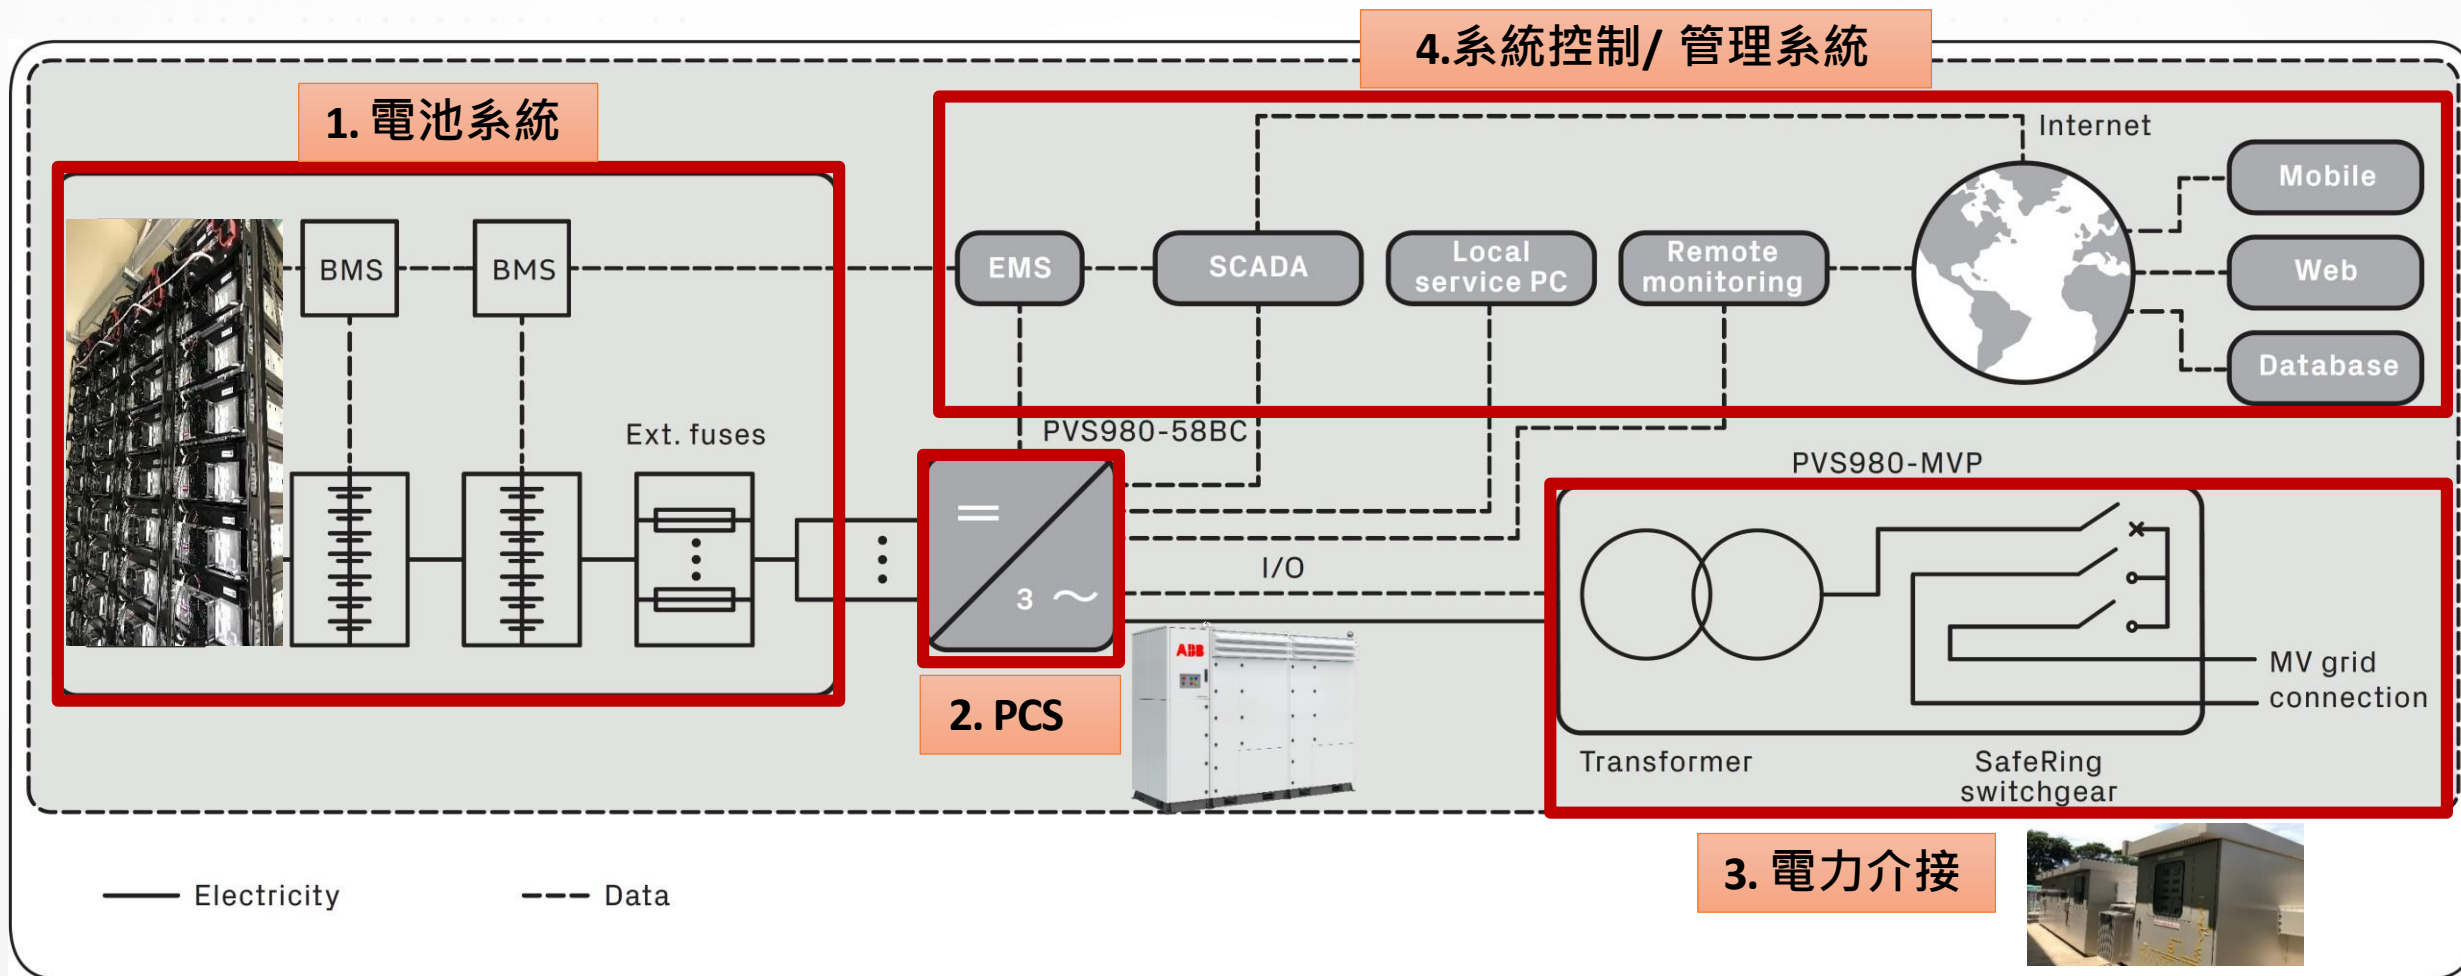 4.系統控制/ 管理系統
1. 電池系統
Internet
Mobile
BMS
BMS
EMS
SCADA
Local
service PC
Remote
monitoring
Web
Database
PVS980-58BC
Ext. fuses
PVS980-MVP
I/O
3
ABB
MV grid
connection
2. PCS
Transformer
SafeRing
switchgear
3. 電力介接
Electricity
Data